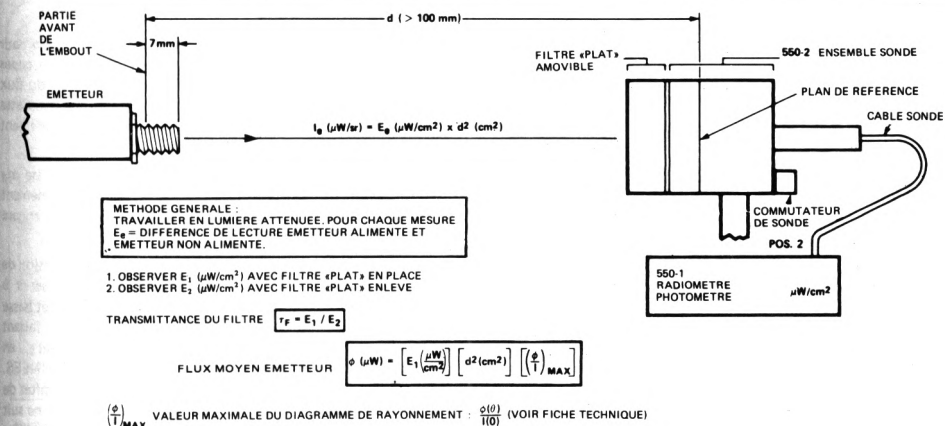 PARTIE
AVANT
DE
L'EMBOUT
d ( > 100 mm)
7mm
FILTRE «PLAT»
AMOVIBLE
550-2 ENSEMBLE SONDE
EMETTEUR
PLAN DE REFERENCE
CABLE SONDE
Ie (μW/sr) = Ee (μW/cm2) x d2 (cm2)
METHODE GENERALE :
TRAVAILLER EN LUMIERE ATTENUEE. POUR CHAQUE MESURE
Ee = DIFFERENCE DE LECTURE EMETTEUR ALIMENTE ET
EMETTEUR NON ALIMENTE.
COMMUTATEUR
DE SONDE
POS. 2
1. OBSERVER E1 (μW/cm²) AVEC FILTRE «PLAT» EN PLACE
2. OBSERVER E2 (μW/cm²) AVEC FILTRE «PLAT» ENLEVE
550-1
RADIOMETRE
PHOTOMETRE
μW/cm²
TRANSMITTANCE DU FILTRE τF = E1 / E2
FLUX MOYEN EMETTEUR ϕ (μW) = [E1(μW/cm2)] [d2(cm2)] [(ϕ/I)MAX]
(ϕ/I)MAX VALEUR MAXIMALE DU DIAGRAMME DE RAYONNEMENT : ϕ(θ)/I(0) (VOIR FICHE TECHNIQUE)